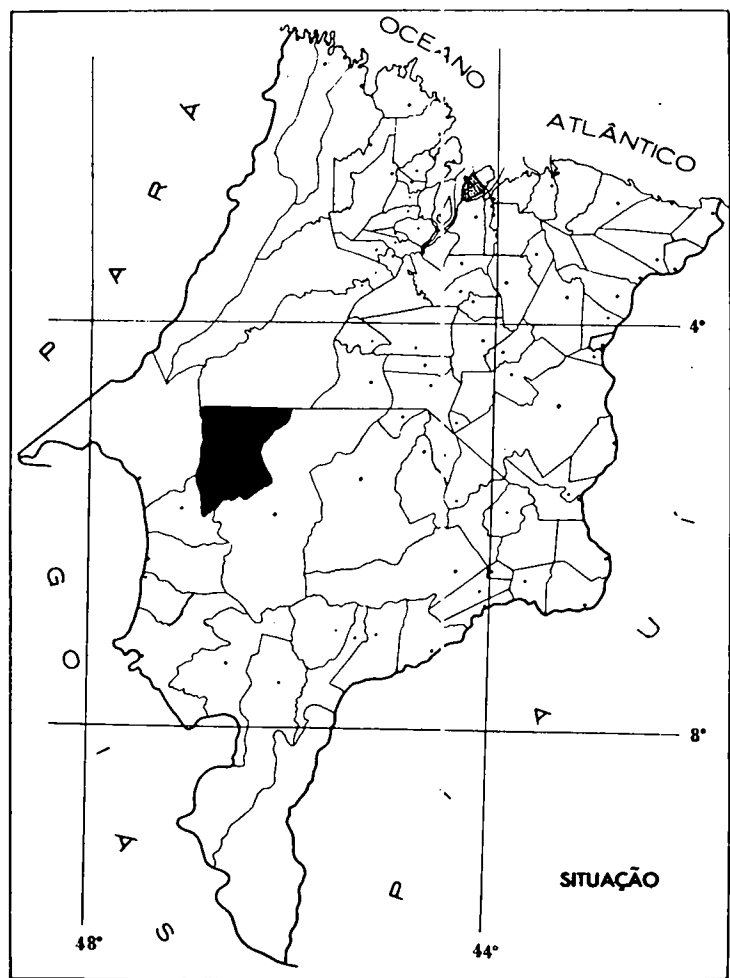 OCEANO
ATLÂNTICO
PARÁ
4°
GOIÁS
PIAUÍ
8°
SITUAÇÃO
48°
44°